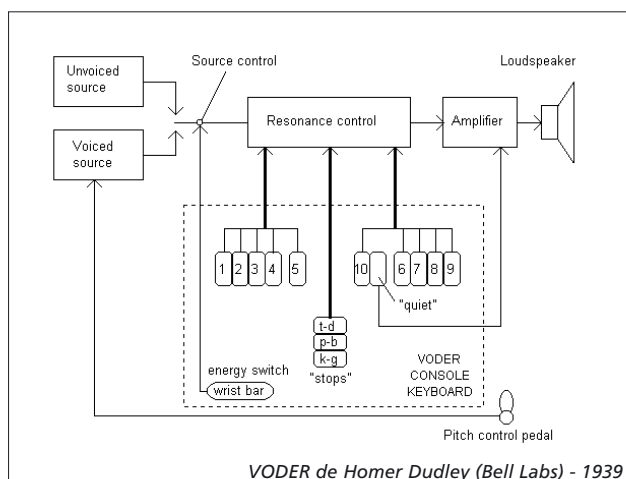 Unvoiced
source
Source control
Loudspeaker
Voiced
source
Resonance control
Amplifier
1 2 3 4 5
10 6 7 8 9
"quiet"
t-d
p-b
k-g
"stops"
energy switch
wrist bar
VODER
CONSOLE
KEYBOARD
Pitch control pedal
VODER de Homer Dudley (Bell Labs) - 1939